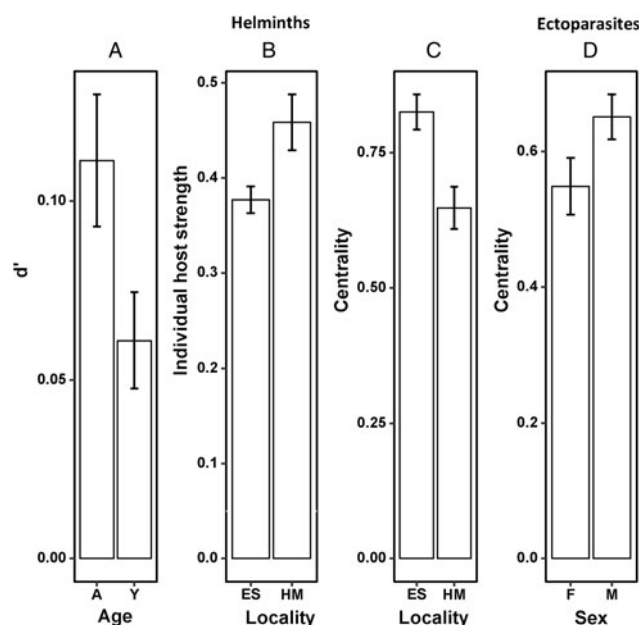 Helminths
Ectoparasites
A
B
C
D
d'
0.10
0.05
0.00
A Y
Age
Individual host strength
0.5
0.4
0.3
0.2
0.1
0.0
ES HM
Locality
Centrality
0.75
0.50
0.25
0.00
ES HM
Locality
Centrality
0.6
0.4
0.2
0.0
F M
Sex